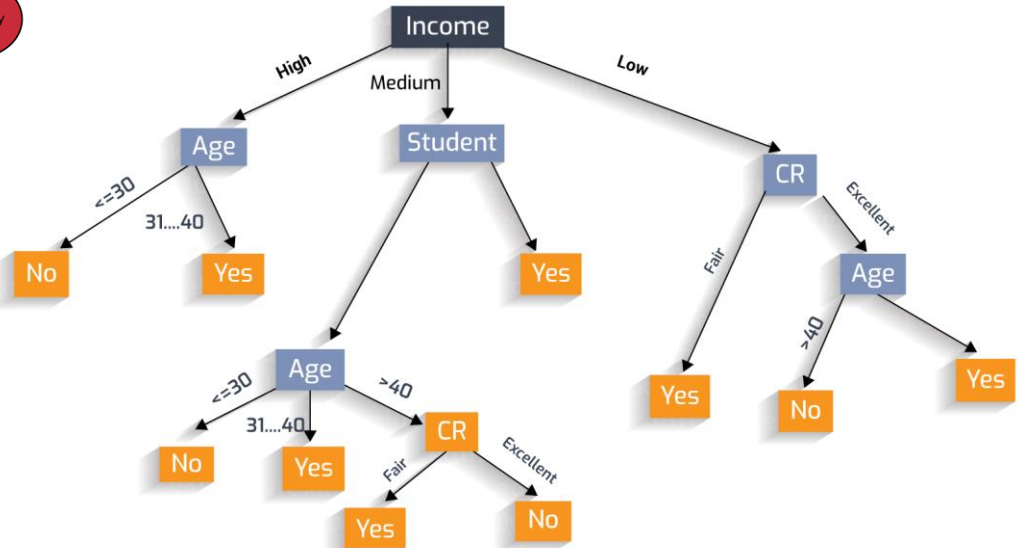 Income
High
Medium
Low
Age
Student
CR
<=30
31....40
Fair
Excellent
No
Yes
Yes
Age
>40
Yes
No
Yes
Age
<=30
31....40
>40
CR
No
Yes
Fair
Excellent
Yes
No